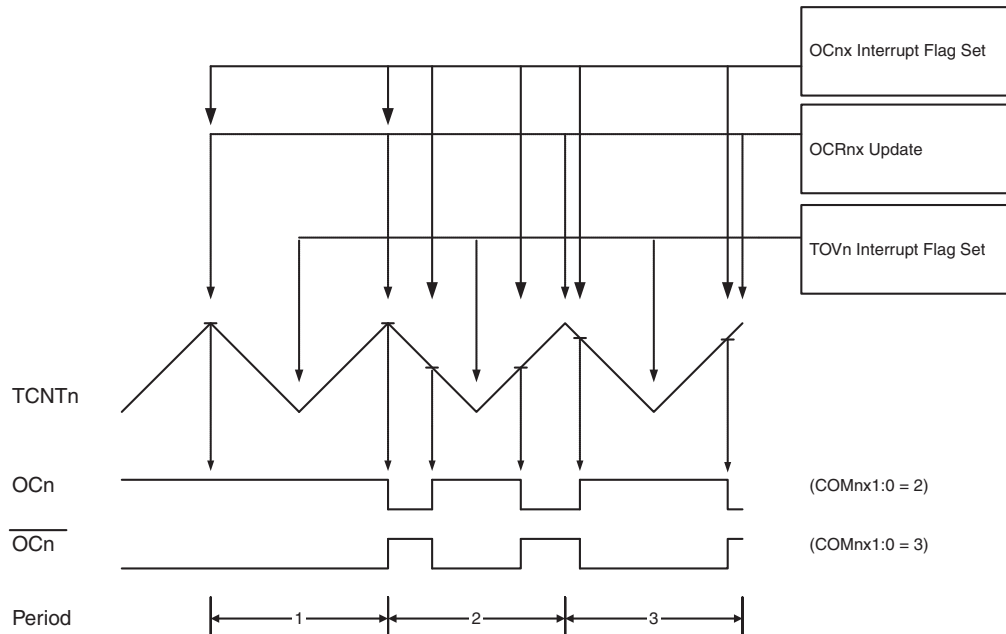 OCnx Interrupt Flag Set
OCRnx Update
TOVn Interrupt Flag Set
TCNTn
OCn (COMnx1:0 = 2)
OCn (COMnx1:0 = 3)
Period 1 2 3